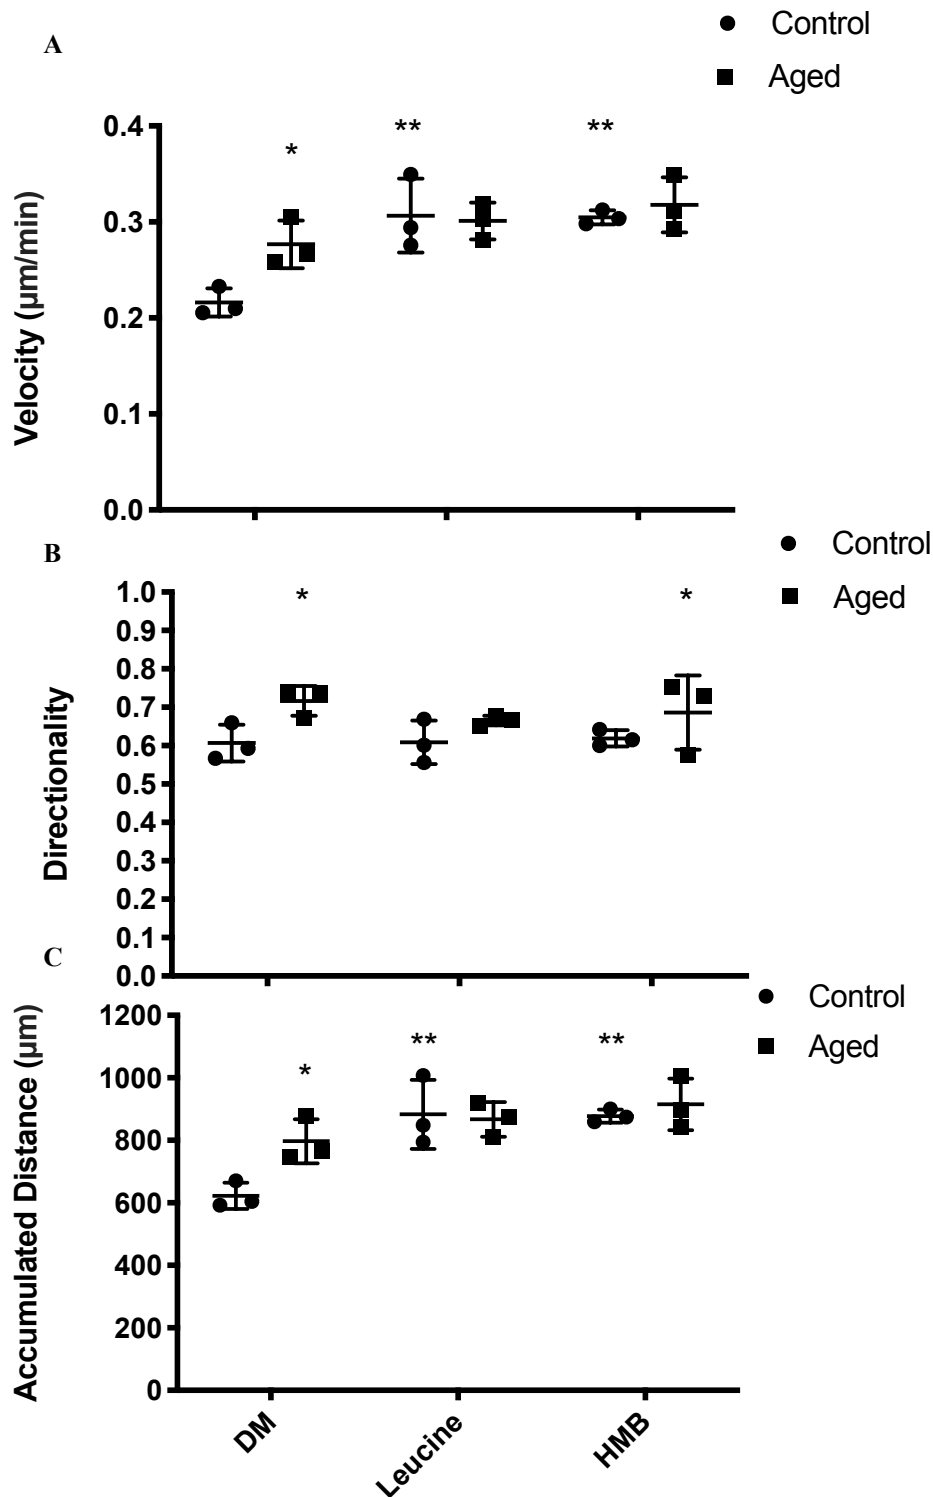 A
Control
Aged
Velocity (µm/min)
0.4
0.3
0.2
0.1
0.0
*
**
**
B
Control
Aged
Directionality
1.0
0.9
0.8
0.7
0.6
0.5
0.4
0.3
0.2
0.1
0.0
*
*
C
Control
Aged
Accumulated Distance (µm)
1200
1000
800
600
400
200
0
*
**
**
DM
Leucine
HMB